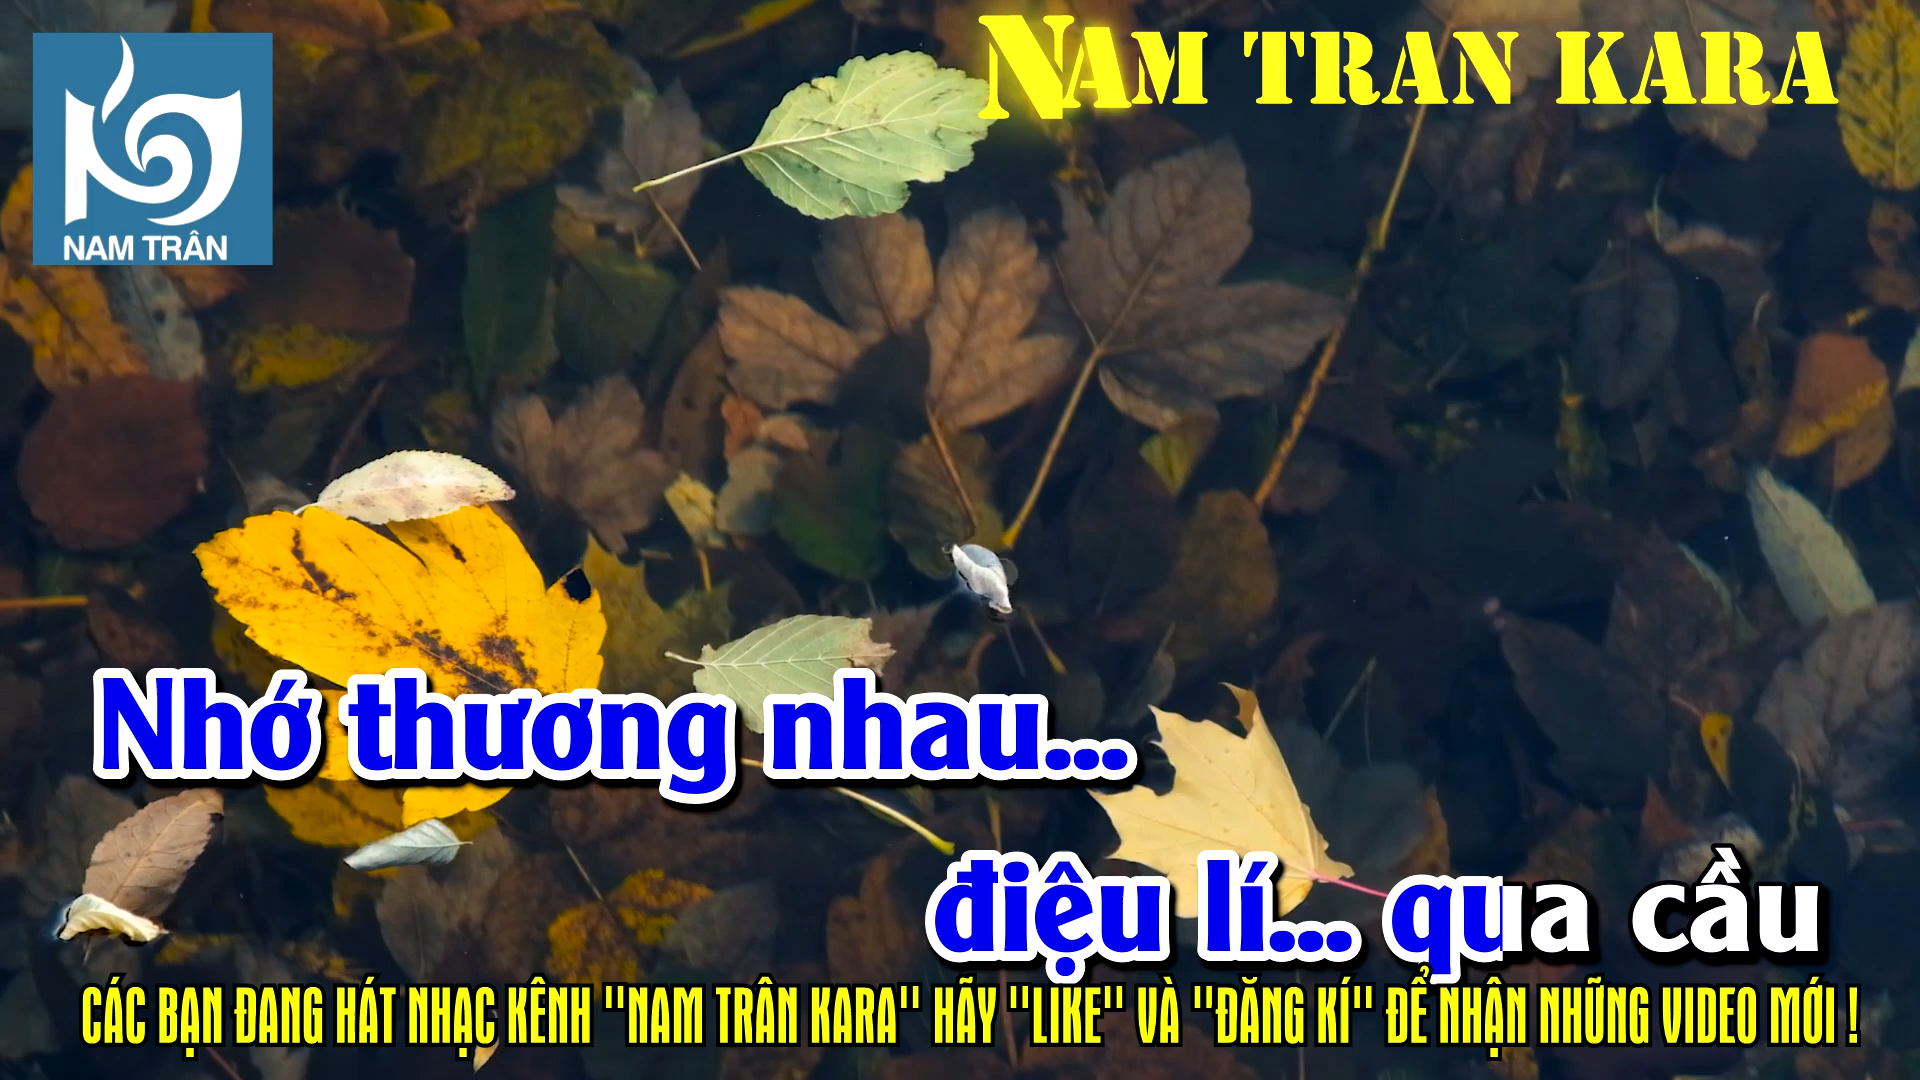 NAM TRAN KARA
NAM TRÂN
Nhớ thương nhau...
điệu lí... qua cầu
CÁC BẠN ĐANG HÁT NHẠC KÊNH "NAM TRÂN KARA" HÃY "LIKE" VÀ "ĐĂNG KÍ" ĐỂ NHẬN NHỮNG VIDEO MỚI !